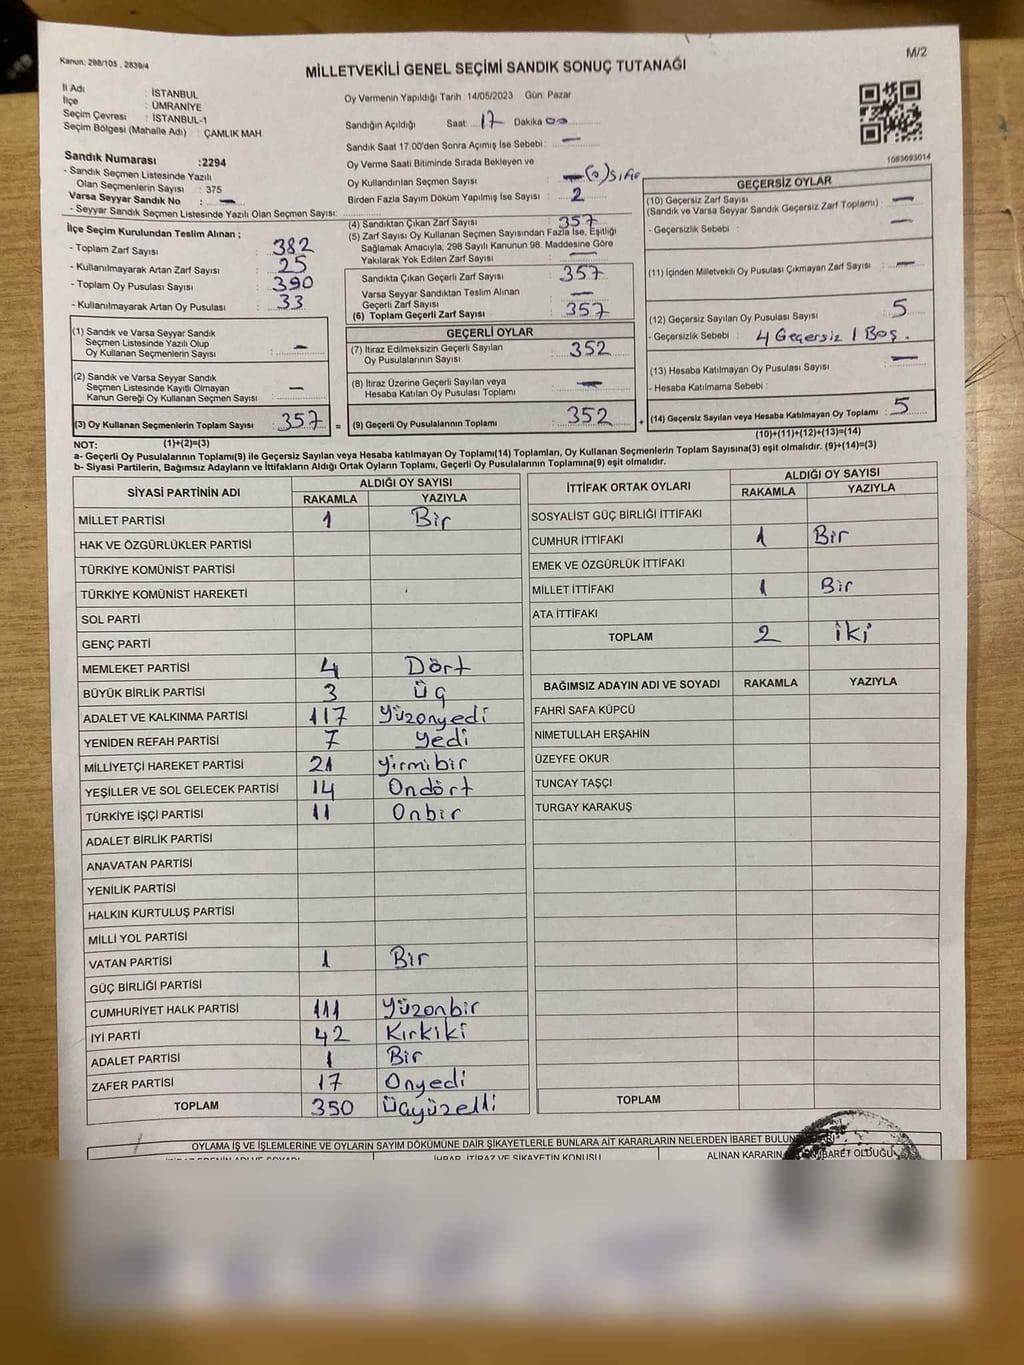 Kanun: 298/105 , 2839/4
M/2
MİLLETVEKİLİ GENEL SEÇİMİ SANDIK SONUÇ TUTANAĞI
İl Adı : İSTANBUL
İlçe : ÜMRANİYE
Seçim Çevresi : İSTANBUL-1
Seçim Bölgesi (Mahalle Adı) : ÇAMLIK MAH.
Oy Vermenin Yapıldığı Tarih :14/05/2023 Gün: Pazar
Sandığın Açıldığı Saat: 17 Dakika 00
Sandık Saat 17:00'den Sonra Açılmış İse Sebebi : —
Oy Verme Saati Bitiminde Sırada Bekleyen ve
Oy Kullandırılan Seçmen Sayısı : — (0) Sıfır
Birden Fazla Sayım Döküm Yapılmış İse Sayısı : 2
1083693014
Sandık Numarası :2294
- Sandık Seçmen Listesinde Yazılı
Olan Seçmenlerin Sayısı : 375
Varsa Seyyar Sandık No : —
- Seyyar Sandık Seçmen Listesinde Yazılı Olan Seçmen Sayısı:
İlçe Seçim Kurulundan Teslim Alınan ;
- Toplam Zarf Sayısı : 382
- Kullanılmayarak Artan Zarf Sayısı : 25
- Toplam Oy Pusulası Sayısı : 390
- Kullanılmayarak Artan Oy Pusulası : 33
(1) Sandık ve Varsa Seyyar Sandık
Seçmen Listesinde Yazılı Olup
Oy Kullanan Seçmenlerin Sayısı : —
(2) Sandık ve Varsa Seyyar Sandık
Seçmen Listesinde Kayıtlı Olmayan
Kanun Gereği Oy Kullanan Seçmen Sayısı : —
(3) Oy Kullanan Seçmenlerin Toplam Sayısı : 357 =
(4) Sandıktan Çıkan Zarf Sayısı : 357
(5) Zarf Sayısı Oy Kullanan Seçmen Sayısından Fazla İse, Eşitliği
Sağlamak Amacıyla; 298 Sayılı Kanunun 98. Maddesine Göre
Yakılarak Yok Edilen Zarf Sayısı : —
Sandıkta Çıkan Geçerli Zarf Sayısı : 357
Varsa Seyyar Sandıktan Teslim Alınan
Geçerli Zarf Sayısı : —
(6) Toplam Geçerli Zarf Sayısı : 357
GEÇERLİ OYLAR
(7) İtiraz Edilmeksizin Geçerli Sayılan
Oy Pusulalarının Sayısı : 352
(8) İtiraz Üzerine Geçerli Sayılan veya
Hesaba Katılan Oy Pusulası Toplamı : —
(9) Geçerli Oy Pusulalarının Toplamı : 352 +
GEÇERSİZ OYLAR
(10) Geçersiz Zarf Sayısı
(Sandık ve Varsa Seyyar Sandık Geçersiz Zarf Toplamı) : —
- Geçersizlik Sebebi : —
(11) İçinden Milletvekili Oy Pusulası Çıkmayan Zarf Sayısı : —
(12) Geçersiz Sayılan Oy Pusulası Sayısı : 5
- Geçersizlik Sebebi : 4 Geçersiz 1 Boş .
(13) Hesaba Katılmayan Oy Pusulası Sayısı : —
- Hesaba Katılmama Sebebi :
(14) Geçersiz Sayılan veya Hesaba Katılmayan Oy Toplamı : 5
NOT: (1)+(2)=(3)
(10)+(11)+(12)+(13)=(14)
a- Geçerli Oy Pusulasının Toplamı(9) ile Geçersiz Sayılan veya Hesaba katılmayan Oy Toplamı(14) Toplamları, Oy Kullanan Seçmenlerin Toplam Sayısına(3) eşit olmalıdır. (9)+(14)=(3)
b- Siyasi Partilerin, Bağımsız Adayların ve İttifakların Aldığı Ortak Oyların Toplamı, Geçerli Oy Pusulalarının Toplamına(9) eşit olmalıdır.
SİYASİ PARTİNİN ADI ALDIĞI OY SAYISI
RAKAMLA YAZIYLA
MİLLET PARTİSİ 1 Bir
HAK VE ÖZGÜRLÜKLER PARTİSİ
TÜRKİYE KOMÜNİST PARTİSİ
TÜRKİYE KOMÜNİST HAREKETİ
SOL PARTİ
GENÇ PARTİ
MEMLEKET PARTİSİ 4 Dört
BÜYÜK BİRLİK PARTİSİ 3 Üç
ADALET VE KALKINMA PARTİSİ 117 Yüzonyedi
YENİDEN REFAH PARTİSİ 7 Yedi
MİLLİYETÇİ HAREKET PARTİSİ 21 Yirmibir
YEŞİLLER VE SOL GELECEK PARTİSİ 14 Ondört
TÜRKİYE İŞÇİ PARTİSİ 11 Onbir
ADALET BİRLİK PARTİSİ
ANAVATAN PARTİSİ
YENİLİK PARTİSİ
HALKIN KURTULUŞ PARTİSİ
MİLLİ YOL PARTİSİ
VATAN PARTİSİ 1 Bir
GÜÇ BİRLİĞİ PARTİSİ
CUMHURİYET HALK PARTİSİ 111 Yüzonbir
İYİ PARTİ 42 Kırkiki
ADALET PARTİSİ 1 Bir
ZAFER PARTİSİ 17 Onyedi
TOPLAM 350 Üçyüzelli
İTTİFAK ORTAK OYLARI ALDIĞI OY SAYISI
RAKAMLA YAZIYLA
SOSYALİST GÜÇ BİRLİĞİ İTTİFAKI
CUMHUR İTTİFAKI 1 Bir
EMEK VE ÖZGÜRLÜK İTTİFAKI
MİLLET İTTİFAKI 1 Bir
ATA İTTİFAKI
TOPLAM 2 İki
BAĞIMSIZ ADAYIN ADI VE SOYADI RAKAMLA YAZIYLA
FAHRİ SAFA KÜPCÜ
NİMETULLAH ERŞAHİN
ÜZEYFE OKUR
TUNCAY TAŞÇI
TURGAY KARAKUŞ
TOPLAM
OYLAMA İŞ VE İŞLEMLERİNE VE OYLARIN SAYIM DÖKÜMÜNE DAİR ŞİKAYETLERLE BUNLARA AİT KARARLARIN NELERDEN İBARET
İHBAR, İTİRAZ VE ŞİKAYETİN KONUSU ALINAN KARARIN İBARET OLDUĞU